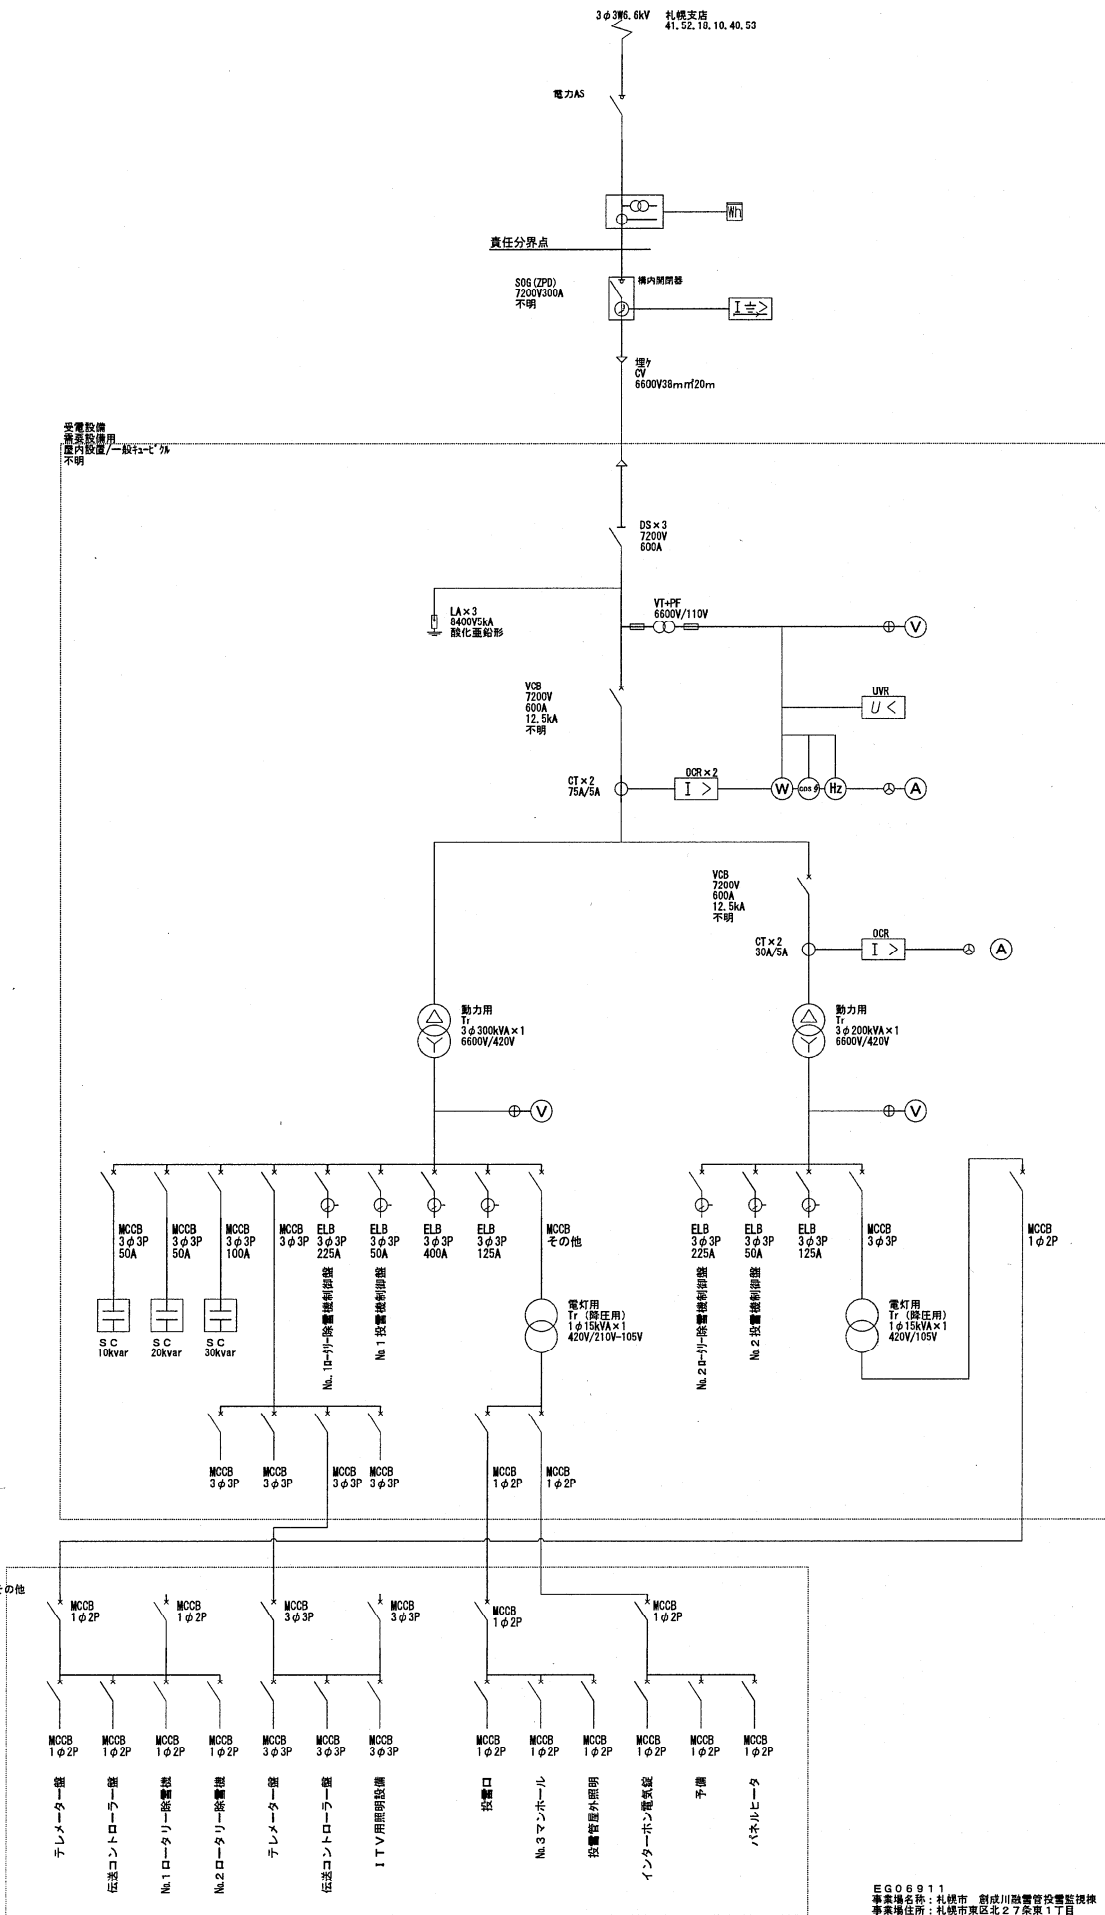 3φ3W6.6kV
札幌支店
41.52.18.10.40.53
電力AS
Wh
責任分界点
SOG(ZPD)
7200V300A
不明
構内開閉器
I ≑>
埋ケ
CV
6600V38mm㎡20m
受電設備
需要設備用
屋内設置/一般キュービクル
不明
DS×3
7200V
600A
LA×3
8400V5kA
酸化亜鉛形
VT+PF
6600V/110V
V
VCB
7200V
600A
12.5kA
不明
UVR
U <
CT×2
75A/5A
OCR×2
I >
W
cosφ
Hz
A
VCB
7200V
600A
12.5kA
不明
CT×2
30A/5A
OCR
I >
A
動力用
Tr
3φ300kVA×1
6600V/420V
動力用
Tr
3φ200kVA×1
6600V/420V
V
V
MCCB
3φ3P
50A
MCCB
3φ3P
50A
MCCB
3φ3P
100A
MCCB
3φ3P
ELB
3φ3P
225A
ELB
3φ3P
50A
ELB
3φ3P
400A
ELB
3φ3P
125A
MCCB
その他
ELB
3φ3P
225A
ELB
3φ3P
50A
ELB
3φ3P
125A
MCCB
3φ3P
MCCB
1φ2P
SC
10kvar
SC
20kvar
SC
30kvar
No.1ロータリー除雪機制御盤
No.1投雪機制御盤
電灯用
Tr (降圧用)
1φ15kVA×1
420V/210V-105V
No.2ロータリー除雪機制御盤
No.2投雪機制御盤
電灯用
Tr (降圧用)
1φ15kVA×1
420V/105V
MCCB
3φ3P
MCCB
3φ3P
MCCB
3φ3P
MCCB
3φ3P
MCCB
1φ2P
MCCB
1φ2P
その他
MCCB
1φ2P
MCCB
1φ2P
MCCB
3φ3P
MCCB
3φ3P
MCCB
1φ2P
MCCB
1φ2P
MCCB
1φ2P
MCCB
1φ2P
MCCB
1φ2P
MCCB
1φ2P
MCCB
3φ3P
MCCB
3φ3P
MCCB
3φ3P
MCCB
1φ2P
MCCB
1φ2P
MCCB
1φ2P
MCCB
1φ2P
MCCB
1φ2P
MCCB
1φ2P
テレメーター盤
伝送コントローラー盤
No.1ロータリー除雪機
No.2ロータリー除雪機
テレメーター盤
伝送コントローラー盤
ITV用照明設備
投雪口
No.3マンホール
投雪管屋外照明
インターホン電気錠
予備
パネルヒータ
EG06911
事業場名称：札幌市 創成川融雪管投雪監視棟
事業場住所：札幌市東区北27条東1丁目